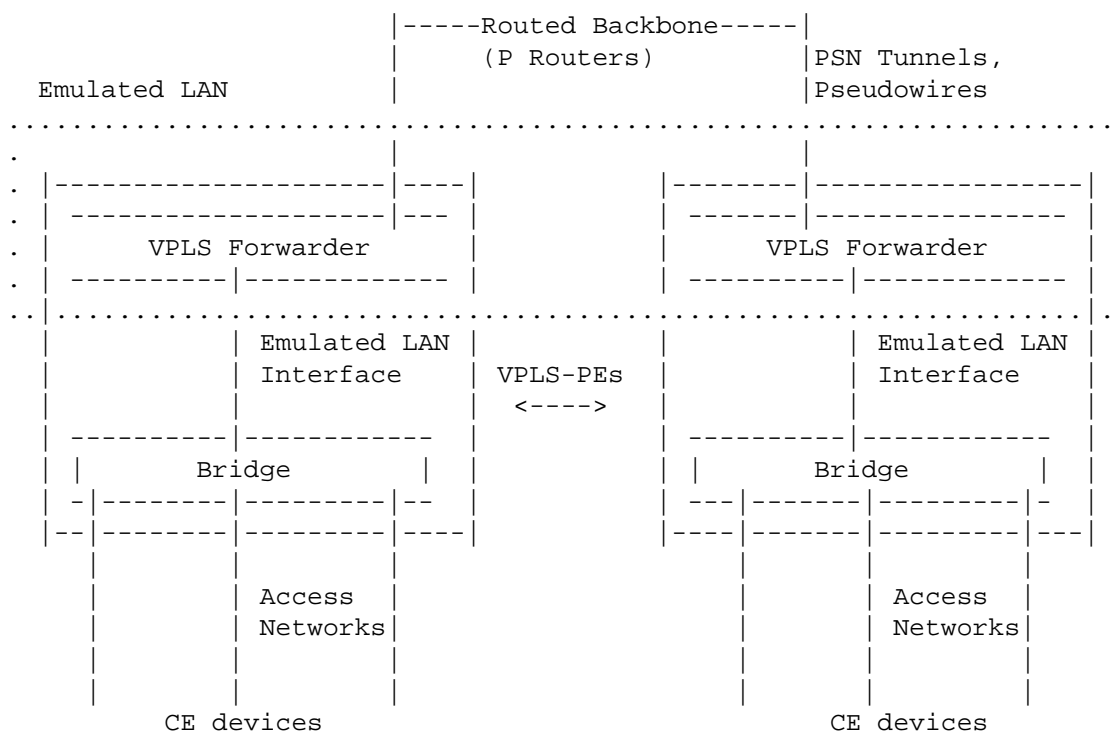 |-----Routed Backbone-----|
| (P Routers) |PSN Tunnels,
Emulated LAN | |Pseudowires
.......................................................................
. | |
. |---------------------|----| |--------|-----------------|
. | --------------------|--- | | -------|---------------- |
. | VPLS Forwarder | | VPLS Forwarder |
. | ----------|------------- | | ----------|------------- |
..|.................................................................|.
| | Emulated LAN | | | Emulated LAN |
| | Interface | VPLS-PEs | | Interface |
| | | <----> | | |
| ----------|------------ | | ----------|------------ |
| | Bridge | | | | Bridge | |
| -|--------|---------|-- | | ---|-------|---------|- |
|--|--------|---------|----| |----|-------|---------|---|
| | | | | |
| | Access | | | Access |
| | Networks| | | Networks|
| | | | | |
| | | | | |
CE devices CE devices